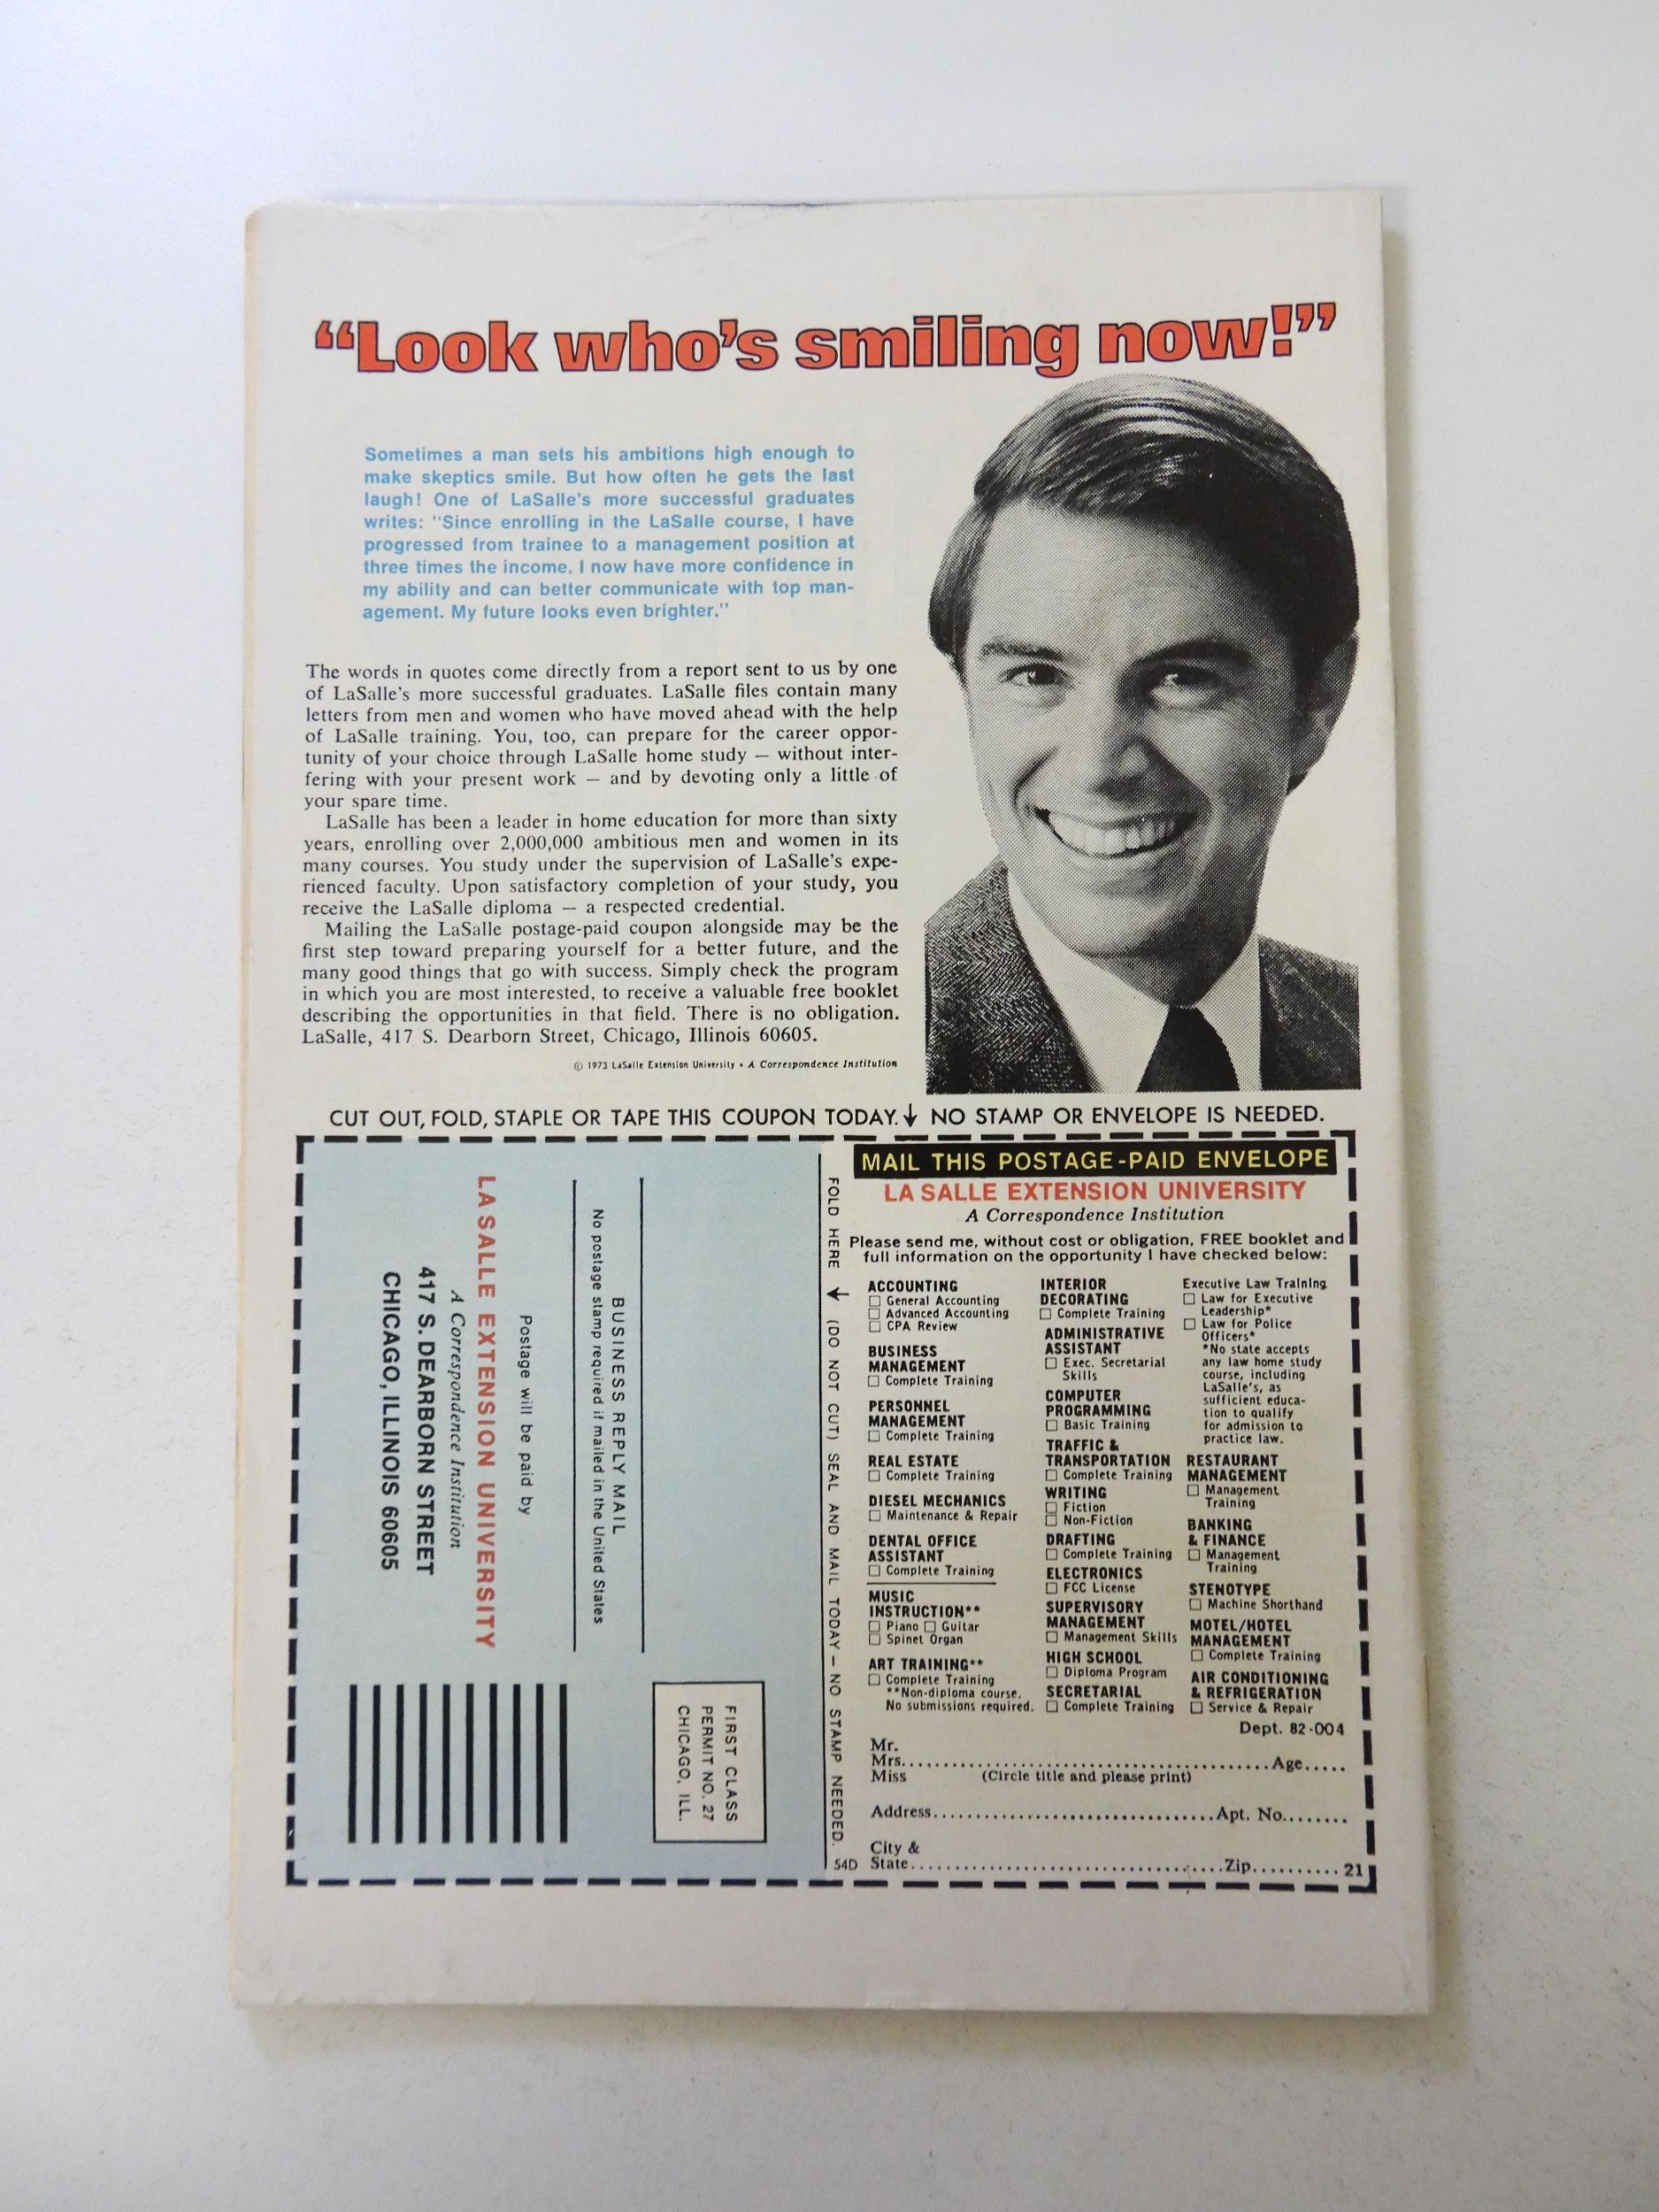 “Look who’s smiling now!”
Sometimes a man sets his ambitions high enough to
make skeptics smile. But how often he gets the last
laugh! One of LaSalle's more successful graduates
writes: "Since enrolling in the LaSalle course, I have
progressed from trainee to a management position at
three times the income. I now have more confidence in
my ability and can better communicate with top man-
agement. My future looks even brighter."
The words in quotes come directly from a report sent to us by one
of LaSalle's more successful graduates. LaSalle files contain many
letters from men and women who have moved ahead with the help
of LaSalle training. You, too, can prepare for the career oppor-
tunity of your choice through LaSalle home study — without inter-
fering with your present work — and by devoting only a little of
your spare time.
LaSalle has been a leader in home education for more than sixty
years, enrolling over 2,000,000 ambitious men and women in its
many courses. You study under the supervision of LaSalle's expe-
rienced faculty. Upon satisfactory completion of your study, you
receive the LaSalle diploma — a respected credential.
Mailing the LaSalle postage-paid coupon alongside may be the
first step toward preparing yourself for a better future, and the
many good things that go with success. Simply check the program
in which you are most interested, to receive a valuable free booklet
describing the opportunities in that field. There is no obligation.
LaSalle, 417 S. Dearborn Street, Chicago, Illinois 60605.
© 1973 LaSalle Extension University • A Correspondence Institution
CUT OUT, FOLD, STAPLE OR TAPE THIS COUPON TODAY. ↓ NO STAMP OR ENVELOPE IS NEEDED.
FIRST CLASS
PERMIT NO. 27
CHICAGO, ILL.
BUSINESS REPLY MAIL
No postage stamp required if mailed in the United States
Postage will be paid by
LA SALLE EXTENSION UNIVERSITY
A Correspondence Institution
417 S. DEARBORN STREET
CHICAGO, ILLINOIS 60605
FOLD HERE ↓ (DO NOT CUT) SEAL AND MAIL TODAY — NO STAMP NEEDED.
54D
MAIL THIS POSTAGE-PAID ENVELOPE
LA SALLE EXTENSION UNIVERSITY
A Correspondence Institution
Please send me, without cost or obligation, FREE booklet and
full information on the opportunity I have checked below:
ACCOUNTING
☐ General Accounting
☐ Advanced Accounting
☐ CPA Review
BUSINESS
MANAGEMENT
☐ Complete Training
PERSONNEL
MANAGEMENT
☐ Complete Training
REAL ESTATE
☐ Complete Training
DIESEL MECHANICS
☐ Maintenance & Repair
DENTAL OFFICE
ASSISTANT
☐ Complete Training
MUSIC
INSTRUCTION**
☐ Piano ☐ Guitar
☐ Spinet Organ
ART TRAINING**
☐ Complete Training
**Non-diploma course.
No submissions required.
INTERIOR
DECORATING
☐ Complete Training
ADMINISTRATIVE
ASSISTANT
☐ Exec. Secretarial
Skills
COMPUTER
PROGRAMMING
☐ Basic Training
TRAFFIC &
TRANSPORTATION
☐ Complete Training
WRITING
☐ Fiction
☐ Non-Fiction
DRAFTING
☐ Complete Training
ELECTRONICS
☐ FCC License
SUPERVISORY
MANAGEMENT
☐ Management Skills
HIGH SCHOOL
☐ Diploma Program
SECRETARIAL
☐ Complete Training
Executive Law Training
☐ Law for Executive
Leadership*
☐ Law for Police
Officers*
*No state accepts
any law home study
course, including
LaSalle's, as
sufficient educa-
tion to qualify
for admission to
practice law.
RESTAURANT
MANAGEMENT
☐ Management
Training
BANKING
& FINANCE
☐ Management
Training
STENOTYPE
☐ Machine Shorthand
MOTEL/HOTEL
MANAGEMENT
☐ Complete Training
AIR CONDITIONING
& REFRIGERATION
☐ Service & Repair
Dept. 82-004
Mr.
Mrs. Age
Miss (Circle title and please print)
Address Apt. No.
City &
State Zip 21